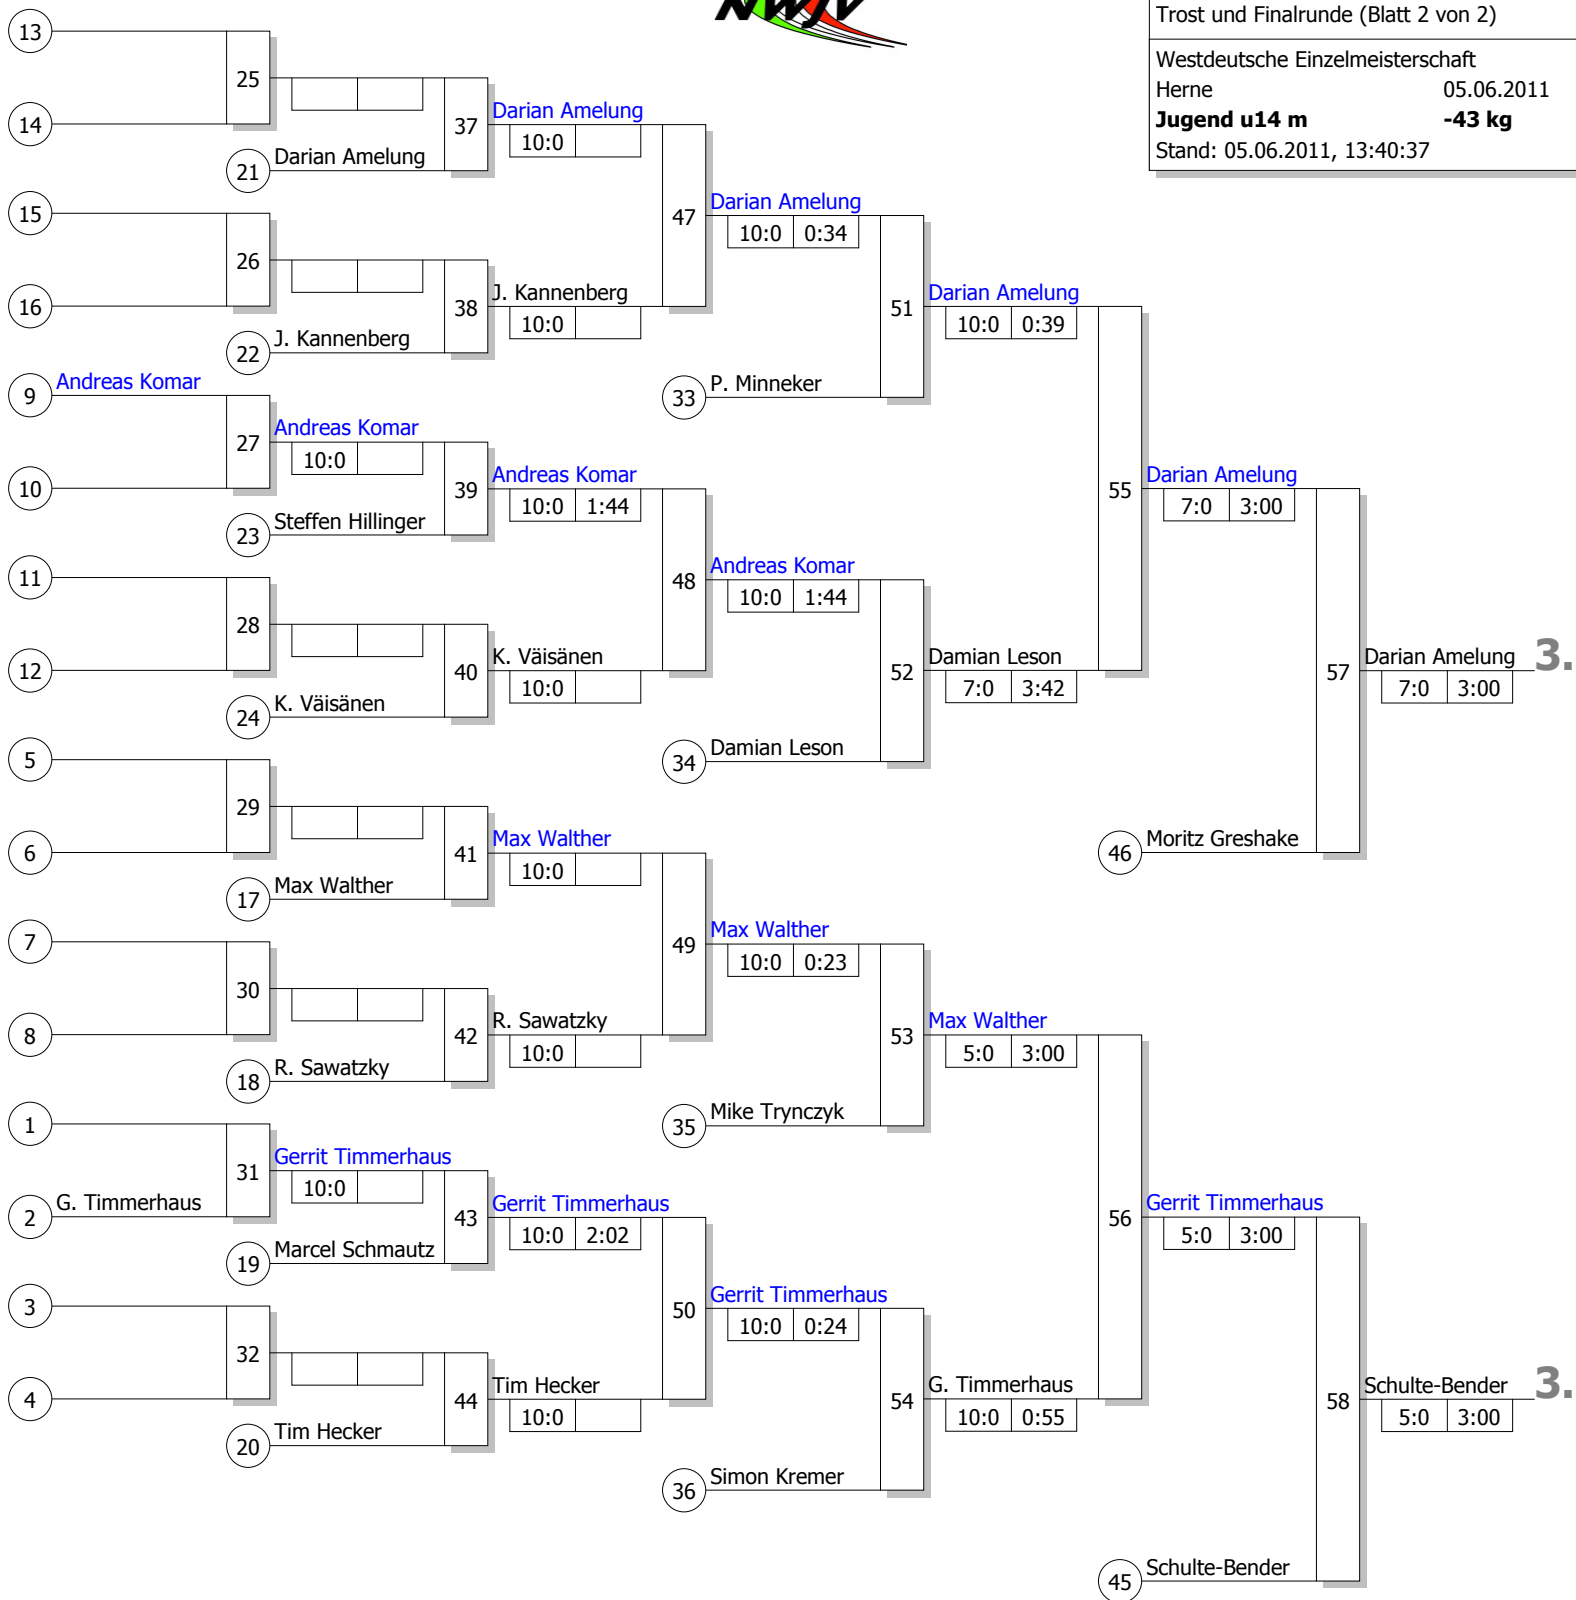 NWJV
Trost und Finalrunde (Blatt 2 von 2)
Westdeutsche Einzelmeisterschaft
Herne 05.06.2011
Jugend u14 m -43 kg
Stand: 05.06.2011, 13:40:37
13
25
14
37
Darian Amelung
10:0
21 Darian Amelung
15
47
Darian Amelung
10:0 0:34
26
16
38
J. Kannenberg
10:0
22 J. Kannenberg
51
Darian Amelung
10:0 0:39
33 P. Minneker
9 Andreas Komar
27
Andreas Komar
10:0
10
39
Andreas Komar
10:0 1:44
23 Steffen Hillinger
55
Darian Amelung
7:0 3:00
11
48
Andreas Komar
10:0 1:44
28
12
40
K. Väisänen
10:0
24 K. Väisänen
52
Damian Leson
7:0 3:42
34 Damian Leson
57
Darian Amelung 3.
7:0 3:00
5
29
6
41
Max Walther
10:0
46 Moritz Greshake
17 Max Walther
7
49
Max Walther
10:0 0:23
30
8
42
R. Sawatzky
10:0
18 R. Sawatzky
53
Max Walther
5:0 3:00
35 Mike Trynczyk
1
31
Gerrit Timmerhaus
10:0
2 G. Timmerhaus
43
Gerrit Timmerhaus
10:0 2:02
19 Marcel Schmautz
56
Gerrit Timmerhaus
5:0 3:00
3
50
Gerrit Timmerhaus
10:0 0:24
32
4
44
Tim Hecker
10:0
20 Tim Hecker
54
G. Timmerhaus
10:0 0:55
36 Simon Kremer
58
Schulte-Bender 3.
5:0 3:00
45 Schulte-Bender